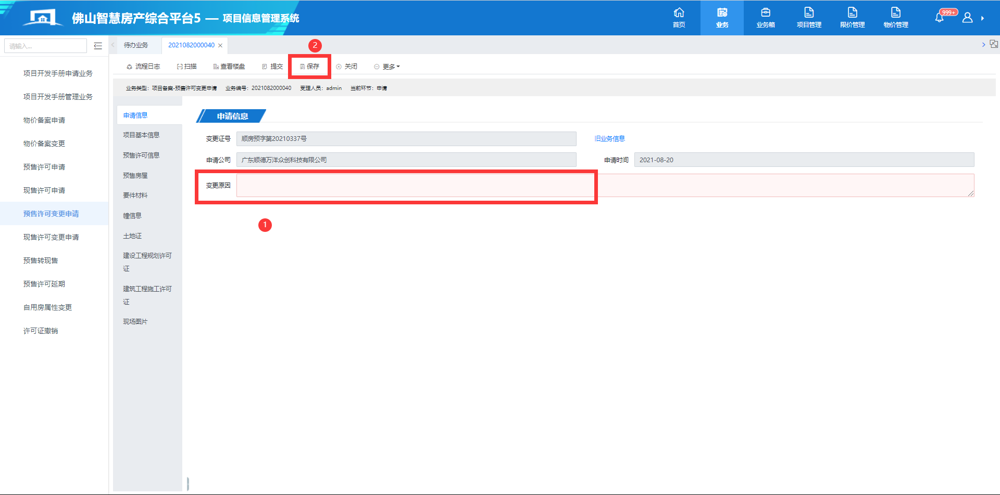 佛山智慧房产综合平台5 — 项目信息管理系统
首页
业务
业务箱
项目管理
限价管理
物价管理
999+
请输入...
待办业务
2021082000040
2
流程日志
扫描
查看楼盘
提交
保存
关闭
更多
业务类型：项目备案-预售许可变更申请 业务编号：2021082000040 受理人员：admin 当前环节：申请
项目开发手册申请业务
项目开发手册管理业务
物价备案申请
物价备案变更
预售许可申请
现售许可申请
预售许可变更申请
现售许可变更申请
预售转现售
预售许可延期
自用房属性变更
许可证撤销
申请信息
项目基本信息
预售许可信息
预售房屋
要件材料
幢信息
土地证
建设工程规划许可
证
建筑工程施工许可
证
现场图片
申请信息
变更证号 顺房预字第20210337号
旧业务信息
申请公司 广东顺德万洋众创科技有限公司
申请时间 2021-08-20
变更原因
1